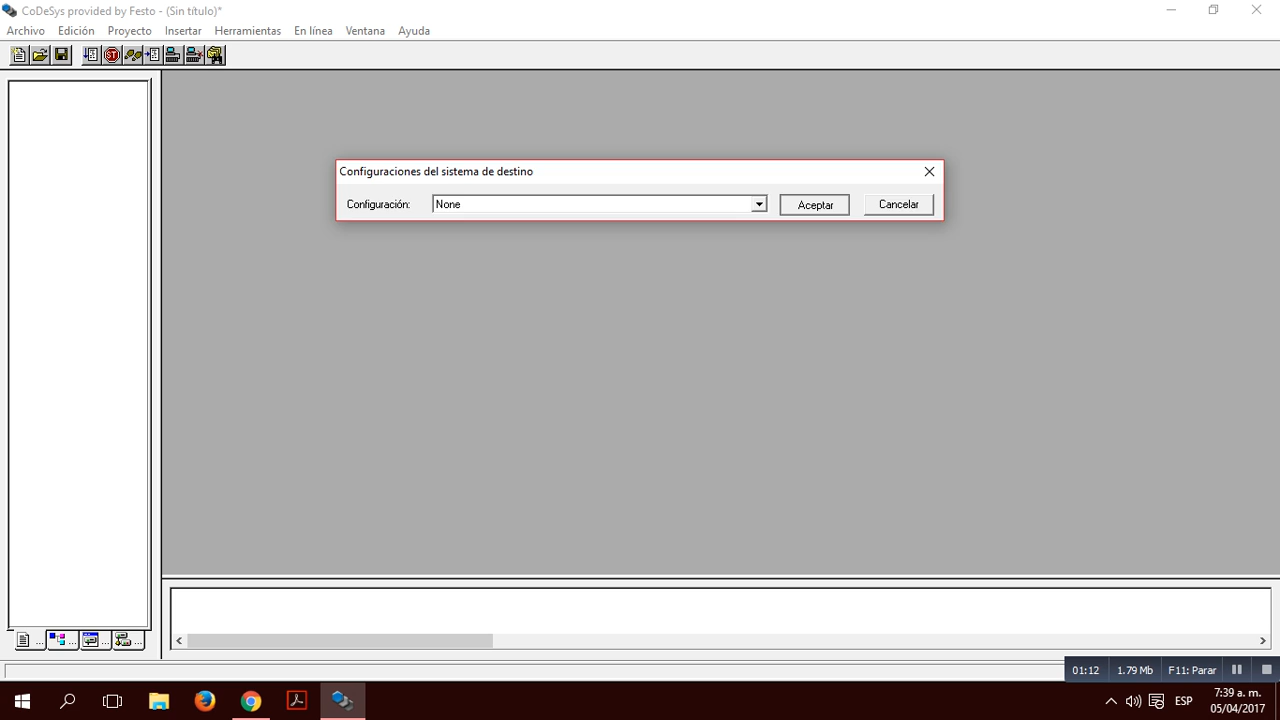 CoDeSys provided by Festo - (Sin título)*
Archivo Edición Proyecto Insertar Herramientas En línea Ventana Ayuda
Configuraciones del sistema de destino
Configuración: None Aceptar Cancelar
01:12 1.79 Mb F11: Parar
ESP
7:39 a. m.
05/04/2017